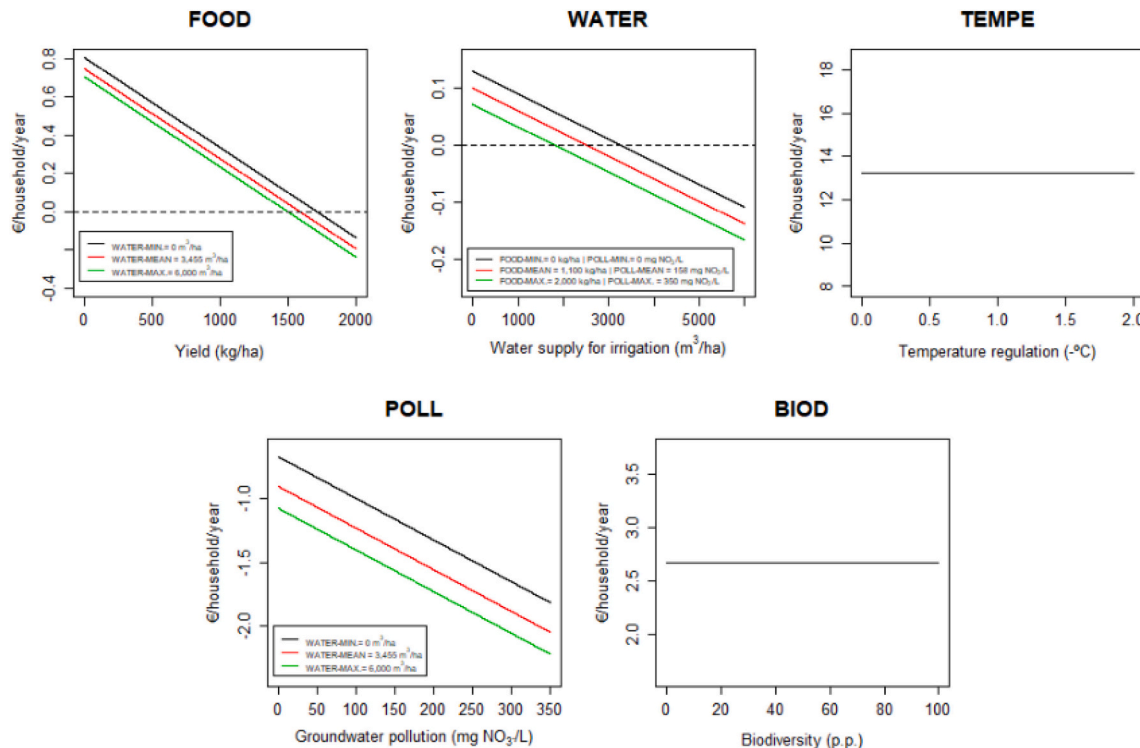 FOOD
WATER
TEMPE
€/household/year
-0.4
0.0
0.2
0.4
0.6
0.8
WATER-MIN.= 0 m³/ha
WATER-MEAN = 3,455 m³/ha
WATER-MAX.= 6,000 m³/ha
0 500 1000 1500 2000
Yield (kg/ha)
€/household/year
-0.2
-0.1
0.0
0.1
FOOD-MIN.= 0 kg/ha | POLL-MIN.= 0 mg NO₃/L
FOOD-MEAN = 1,100 kg/ha | POLL-MEAN = 158 mg NO₃/L
FOOD-MAX.= 2,000 kg/ha | POLL-MAX. = 350 mg NO₃/L
0 1000 3000 5000
Water supply for irrigation (m³/ha)
€/household/year
8
10
12
14
16
18
0.0 0.5 1.0 1.5 2.0
Temperature regulation (-ºC)
POLL
BIOD
€/household/year
-2.0
-1.5
-1.0
WATER-MIN.= 0 m³/ha
WATER-MEAN = 3,455 m³/ha
WATER-MAX.= 6,000 m³/ha
0 50 100 150 200 250 300 350
Groundwater pollution (mg NO₃-/L)
€/household/year
2.0
2.5
3.0
3.5
0 20 40 60 80 100
Biodiversity (p.p.)